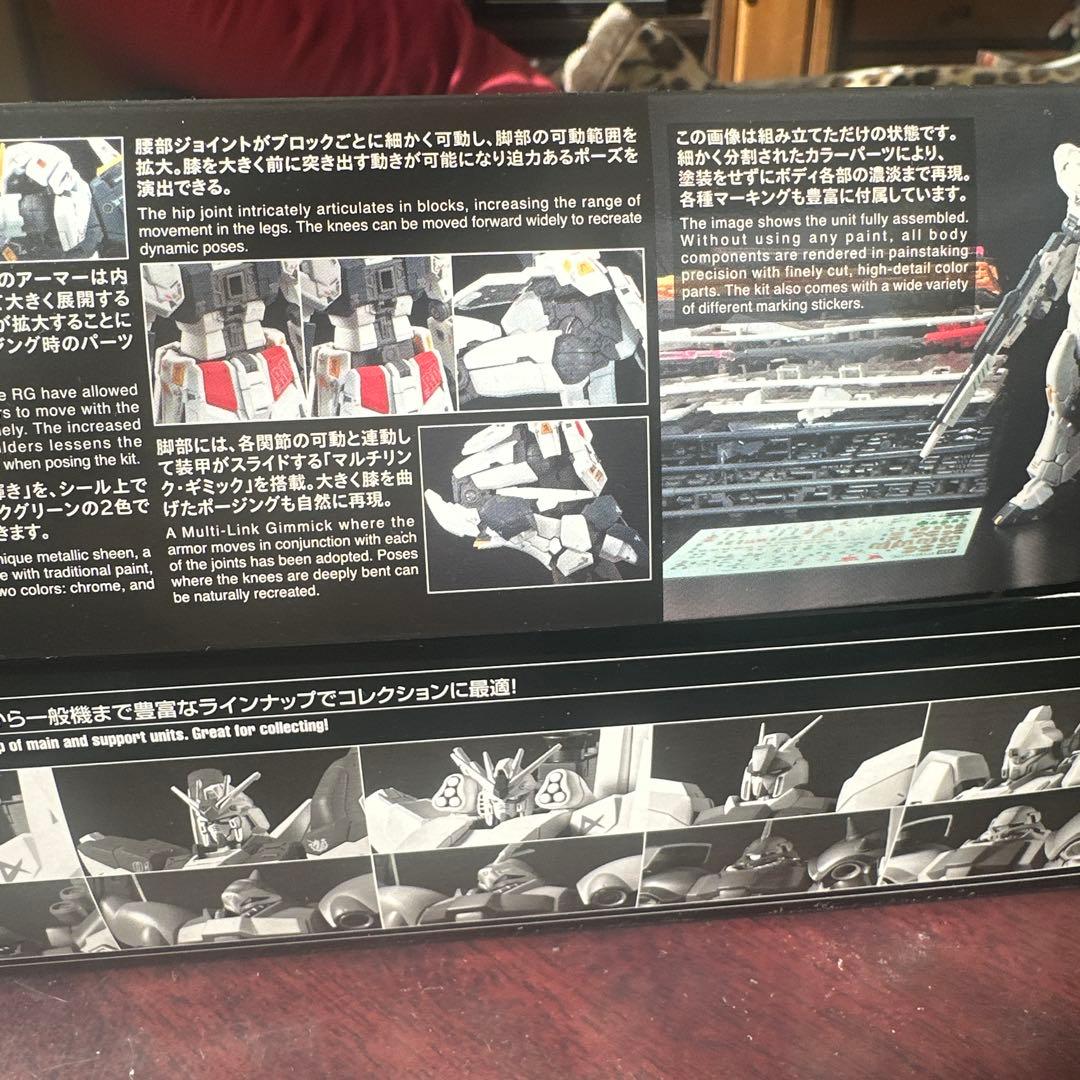 腰部ジョイントがブロックごとに細かく可動し、脚部の可動範囲を
拡大。膝を大きく前に突き出す動きが可能になり迫力あるポーズを
演出できる。
The hip joint intricately articulates in blocks, increasing the range of
movement in the legs. The knees can be moved forward widely to recreate
dynamic poses.
のアーマーは内
て大きく展開する
が拡大することに
ジング時のパーツ
e RG have allowed
rs to move with the
ely. The increased
ulders lessens the
when posing the kit.
輝き」を、シール上で
クグリーンの2色で
きます。
nique metallic sheen, a
e with traditional paint,
wo colors: chrome, and
脚部には、各関節の可動と連動し
て装甲がスライドする「マルチリン
ク・ギミック」を搭載。大きく膝を曲
げたポージングも自然に再現。
A Multi-Link Gimmick where the
armor moves in conjunction with each
of the joints has been adopted. Poses
where the knees are deeply bent can
be naturally recreated.
この画像は組み立てただけの状態です。
細かく分割されたカラーパーツにより、
塗装をせずにボディ各部の濃淡まで再現。
各種マーキングも豊富に付属しています。
The image shows the unit fully assembled.
Without using any paint, all body
components are rendered in painstaking
precision with finely cut, high-detail color
parts. The kit also comes with a wide variety
of different marking stickers.
から一般機まで豊富なラインナップでコレクションに最適!
p of main and support units. Great for collecting!